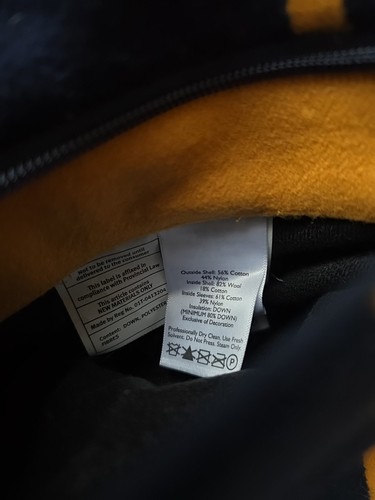 Not to be removed until
delivered to the consumer
This label is affixed in
compliance with Provincial Law
This article contains
NEW MATERIALS ONLY
Made by Reg No. 017-0413204
Content: DOWN, POLYESTER
Outside Shell: 56% Cotton
44% Nylon
Inside Shell: 82% Wool
18% Cotton
Inside Sleeves: 61% Cotton
39% Nylon
Insulation: DOWN
(MINIMUM 80% DOWN)
Exclusive of Decoration
Professionally Dry Clean. Use Fresh
Solvent. Do Not Press. Steam Only
P